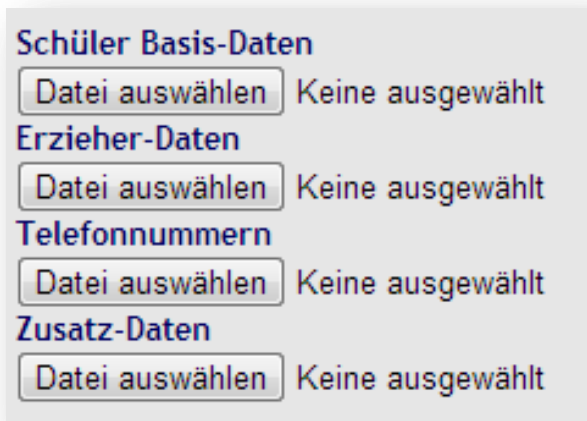 Schüler Basis-Daten
Datei auswählen Keine ausgewählt
Erzieher-Daten
Datei auswählen Keine ausgewählt
Telefonnummern
Datei auswählen Keine ausgewählt
Zusatz-Daten
Datei auswählen Keine ausgewählt